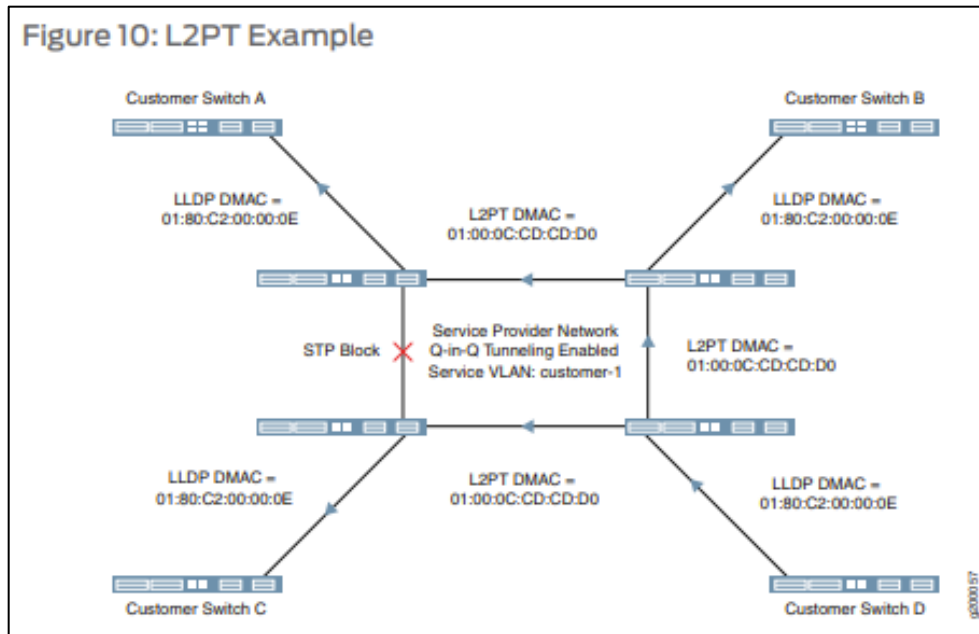 Figure 10: L2PT Example
Customer Switch A
Customer Switch B
LLDP DMAC =
01:80:C2:00:00:0E
L2PT DMAC =
01:00:0C:CD:CD:D0
LLDP DMAC =
01:80:C2:00:00:0E
STP Block
Service Provider Network
Q-in-Q Tunneling Enabled
Service VLAN: customer-1
L2PT DMAC =
01:00:0C:CD:CD:D0
LLDP DMAC =
01:80:C2:00:00:0E
L2PT DMAC =
01:00:0C:CD:CD:D0
LLDP DMAC =
01:80:C2:00:00:0E
Customer Switch C
Customer Switch D
g200057